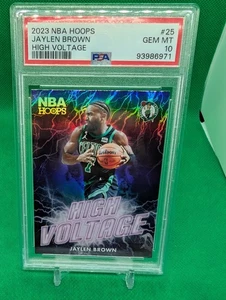 2023 NBA HOOPS #25
JAYLEN BROWN GEM MT
HIGH VOLTAGE 10
PSA 93986971
NBA
HOOPS
HIGH
VOLTAGE
JAYLEN BROWN